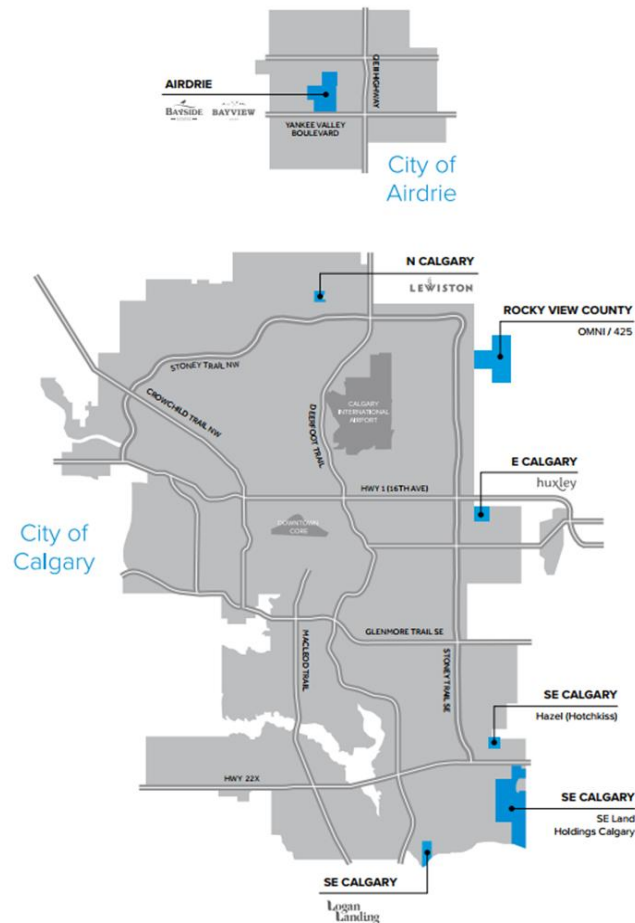 QEII HIGHWAY
AIRDRIE
BAYSIDE
BAYVIEW
YANKEE VALLEY
BOULEVARD
City of
Airdrie
N CALGARY
LEWISTON
ROCKY VIEW COUNTY
OMNI / 425
STONEY TRAIL NW
CROWCHILD TRAIL NW
DEERFOOT TRAIL
CALGARY
INTERNATIONAL
AIRPORT
E CALGARY
huxley
HWY 1 (16TH AVE)
City of
Calgary
DOWNTOWN
CORE
GLENMORE TRAIL SE
MACLEOD TRAIL
STONEY TRAIL SE
SE CALGARY
Hazel (Hotchkiss)
HWY 22X
SE CALGARY
SE Land
Holdings Calgary
SE CALGARY
Logan
Landing